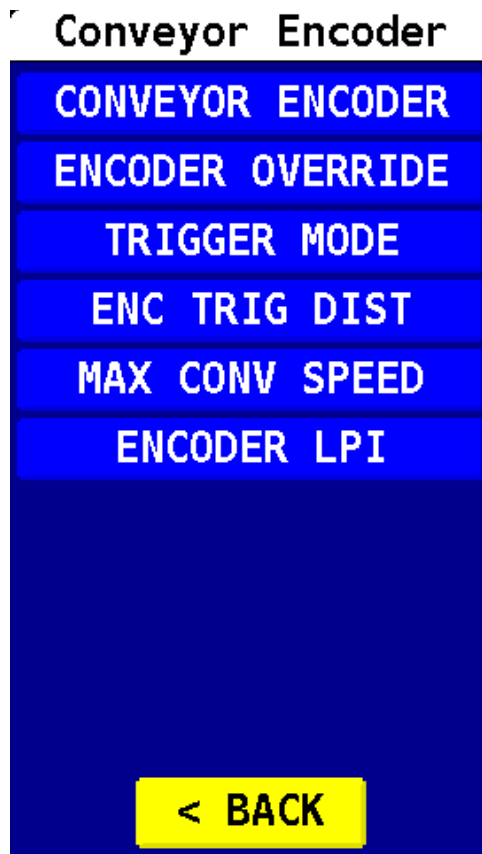 Conveyor Encoder
CONVEYOR ENCODER
ENCODER OVERRIDE
TRIGGER MODE
ENC TRIG DIST
MAX CONV SPEED
ENCODER LPI
< BACK